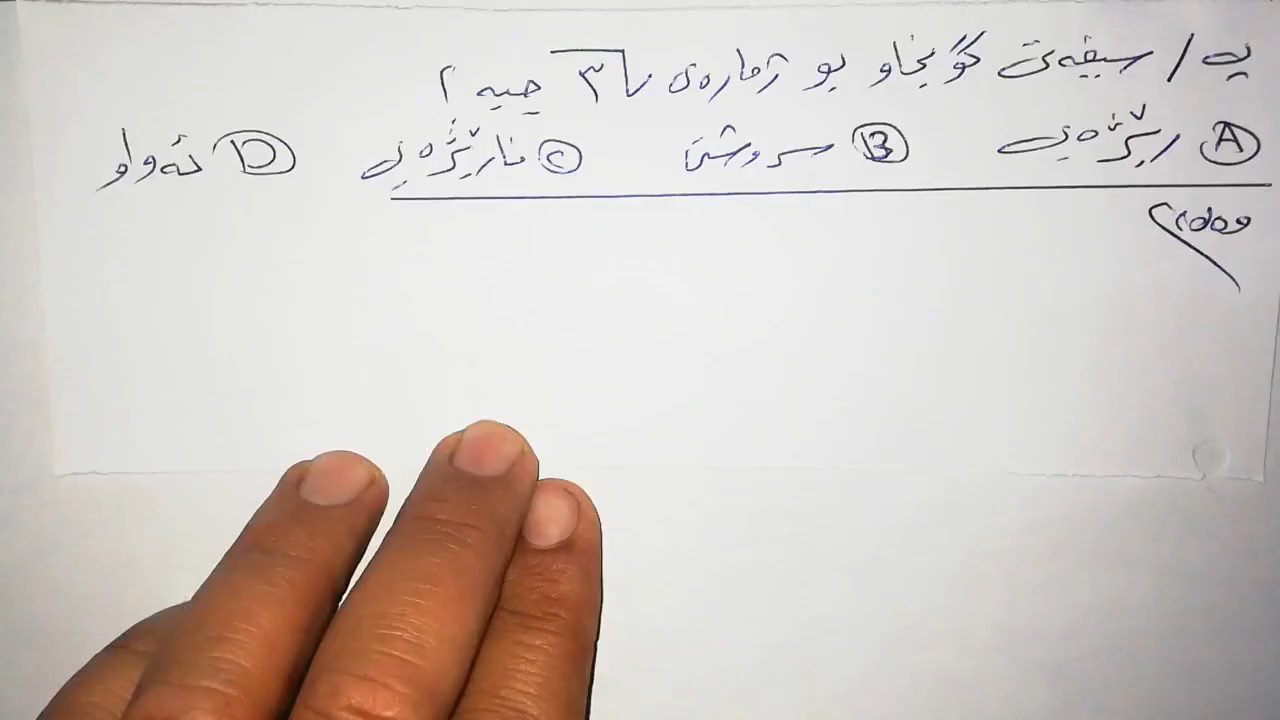 پ / سیفەتی گونجاو بۆ ژمارەی √٣ چیە ؟
Ⓐ ڕێژەیی Ⓑ سروشتی Ⓒ ناڕێژەیی Ⓓ تەواو
وەڵام